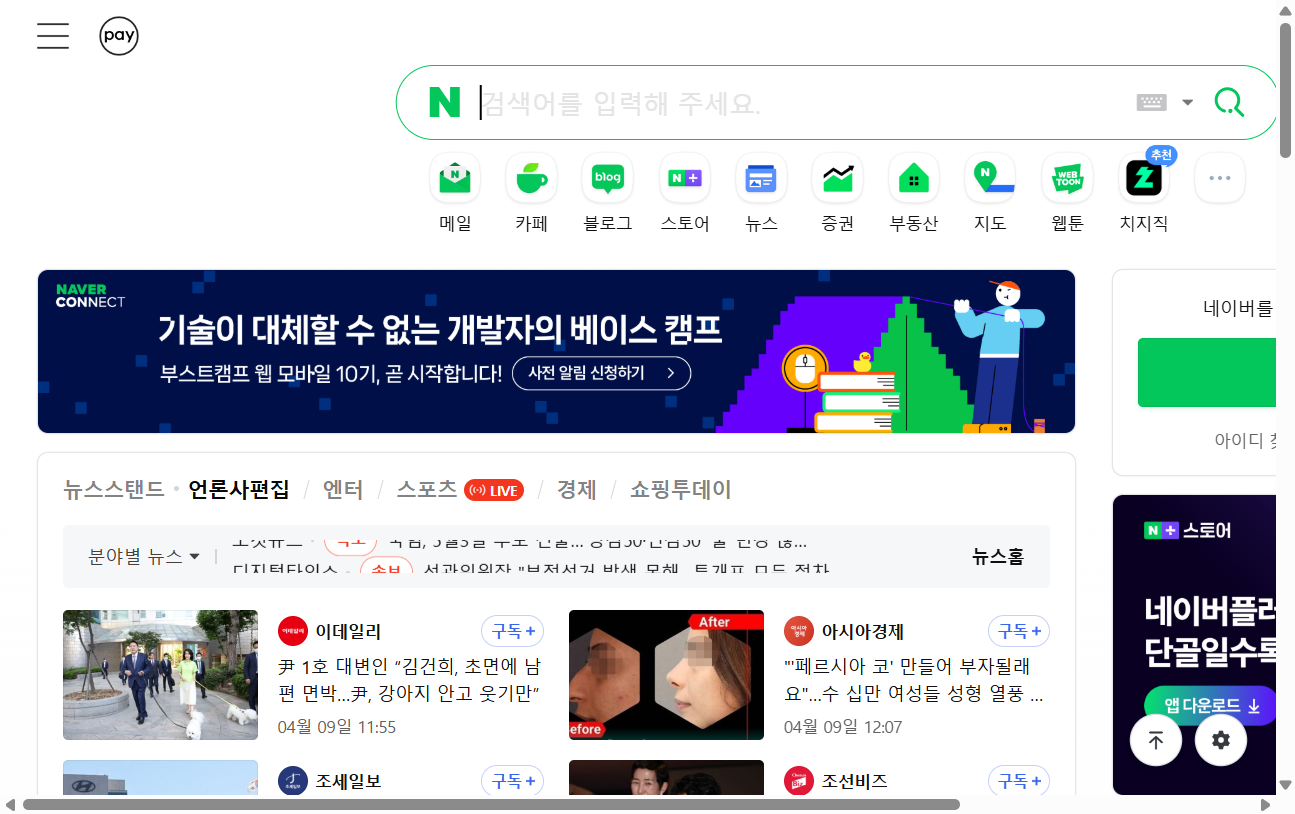 pay
N 검색어를 입력해 주세요.
N blog N+ WEB TOON 추천
메일 카페 블로그 스토어 뉴스 증권 부동산 지도 웹툰 치지직
NAVER
CONNECT
기술이 대체할 수 없는 개발자의 베이스 캠프
부스트캠프 웹 모바일 10기, 곧 시작합니다! 사전 알림 신청하기 >
네이버를
아이디 찾
뉴스스탠드 · 언론사편집 / 엔터 / 스포츠 LIVE / 경제 / 쇼핑투데이
분야별 뉴스
디지털타임스 · 속보
뉴스홈
이데일리 구독+
尹 1호 대변인 “김건희, 초면에 남
편 면박…尹, 강아지 안고 웃기만”
04월 09일 11:55
After
efore
아시아경제 구독+
"'페르시아 코' 만들어 부자될래
요"…수 십만 여성들 성형 열풍 ...
04월 09일 12:07
조세일보 구독+
조선비즈 구독+
N+ 스토어
네이버플러
단골일수록
앱 다운로드